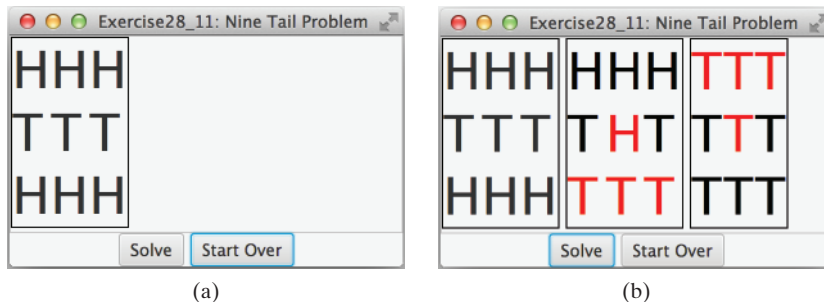 Exercise28_11: Nine Tail Problem
HHH
TTT
HHH
Solve Start Over
(a)
Exercise28_11: Nine Tail Problem
HHH HHH TTT
TTT THT TTT
HHH TTT TTT
Solve Start Over
(b)